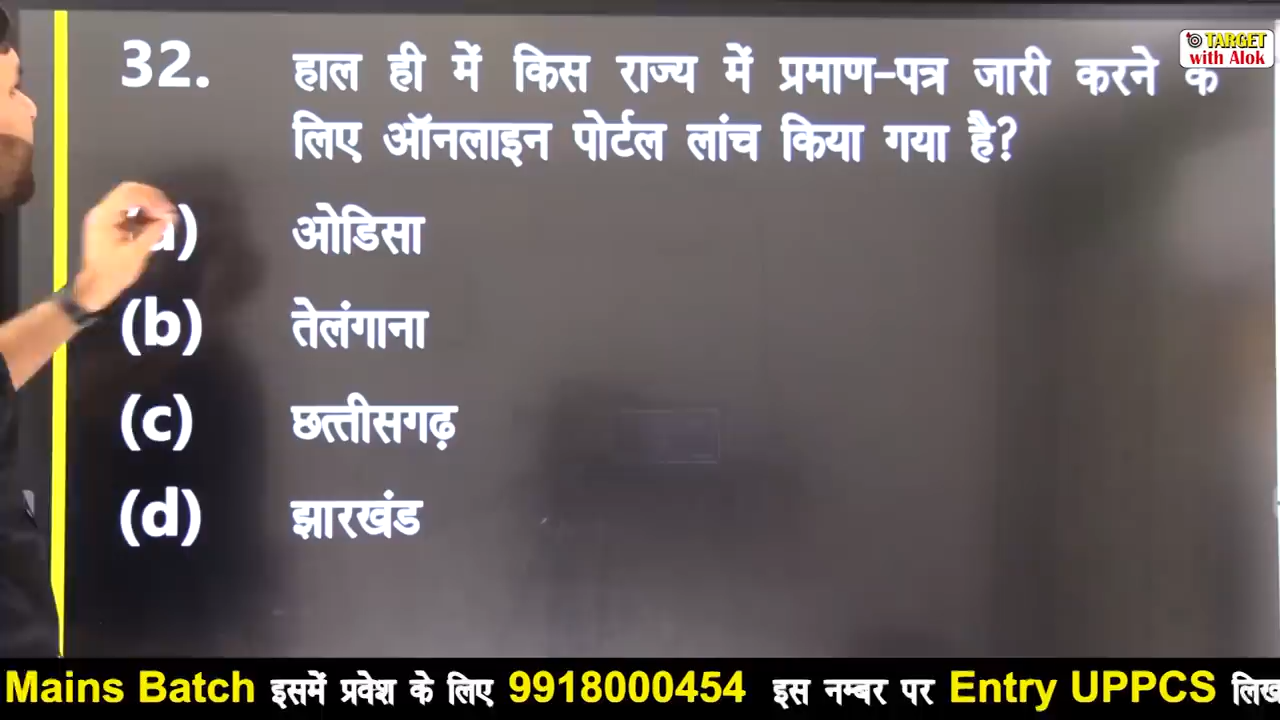 TARGET
with Alok
32. हाल ही में किस राज्य में प्रमाण-पत्र जारी करने के
लिए ऑनलाइन पोर्टल लांच किया गया है?
(a) ओडिसा
(b) तेलंगाना
(c) छत्तीसगढ़
(d) झारखंड
Mains Batch इसमें प्रवेश के लिए 9918000454 इस नम्बर पर Entry UPPCS